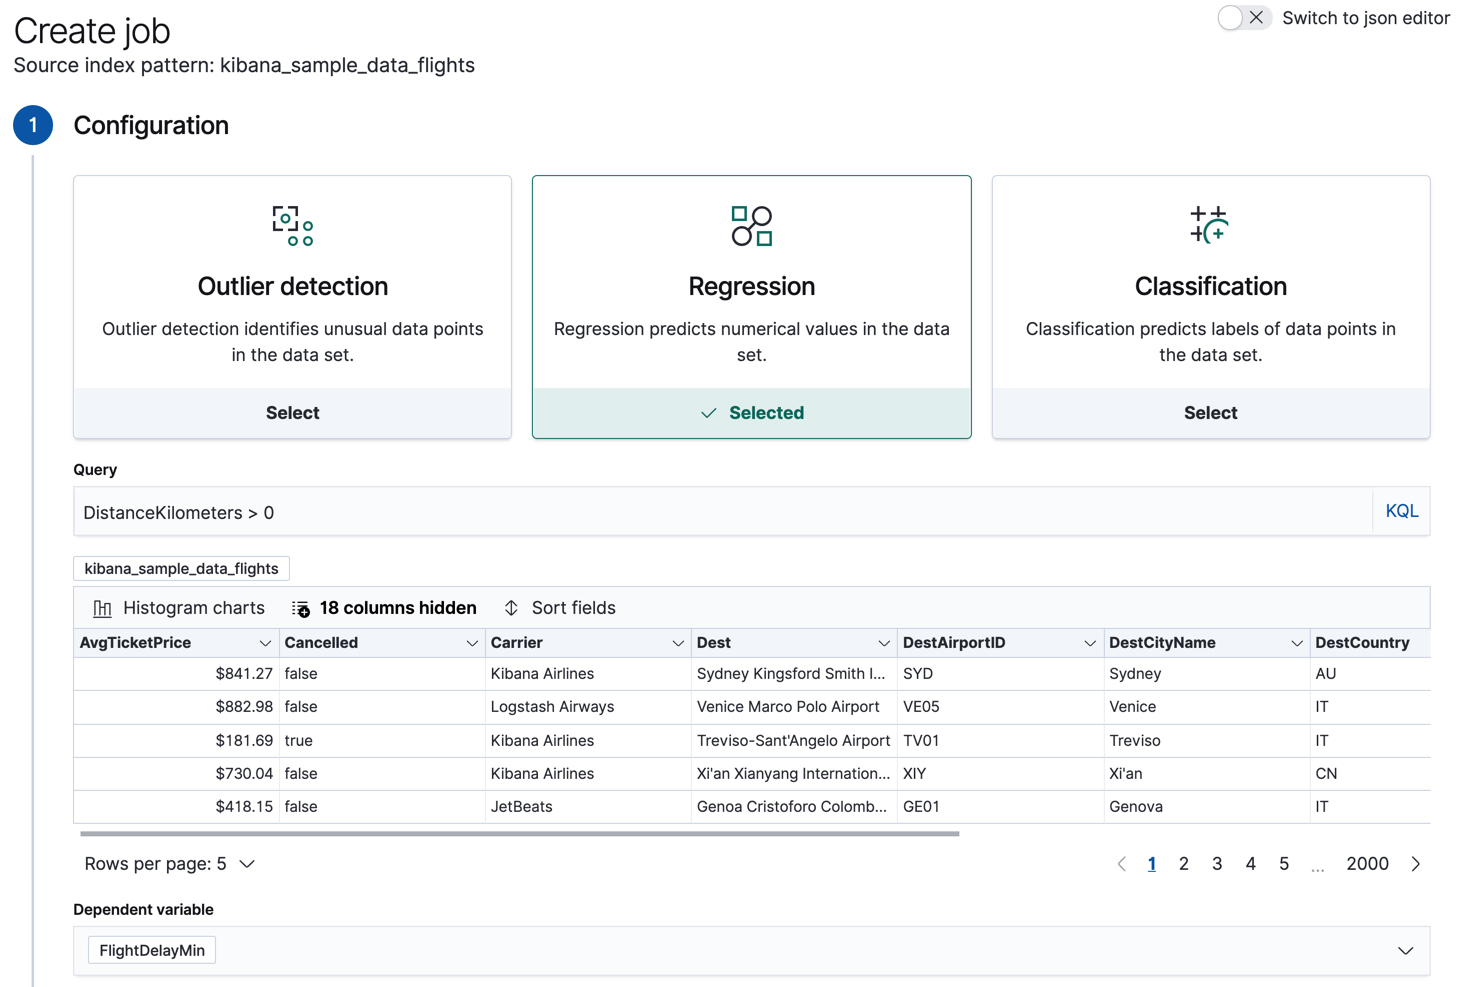 Create job
Switch to json editor
Source index pattern: kibana_sample_data_flights
1
Configuration
Outlier detection
Outlier detection identifies unusual data points
in the data set.
Select
Regression
Regression predicts numerical values in the data
set.
Selected
Classification
Classification predicts labels of data points in
the data set.
Select
Query
DistanceKilometers > 0 KQL
kibana_sample_data_flights
Histogram charts 18 columns hidden Sort fields
AvgTicketPrice Cancelled Carrier Dest DestAirportID DestCityName DestCountry
$841.27 false Kibana Airlines Sydney Kingsford Smith I... SYD Sydney AU
$882.98 false Logstash Airways Venice Marco Polo Airport VE05 Venice IT
$181.69 true Kibana Airlines Treviso-Sant'Angelo Airport TV01 Treviso IT
$730.04 false Kibana Airlines Xi'an Xianyang Internation... XIY Xi'an CN
$418.15 false JetBeats Genoa Cristoforo Colomb... GE01 Genova IT
Rows per page: 5 1 2 3 4 5 ... 2000
Dependent variable
FlightDelayMin